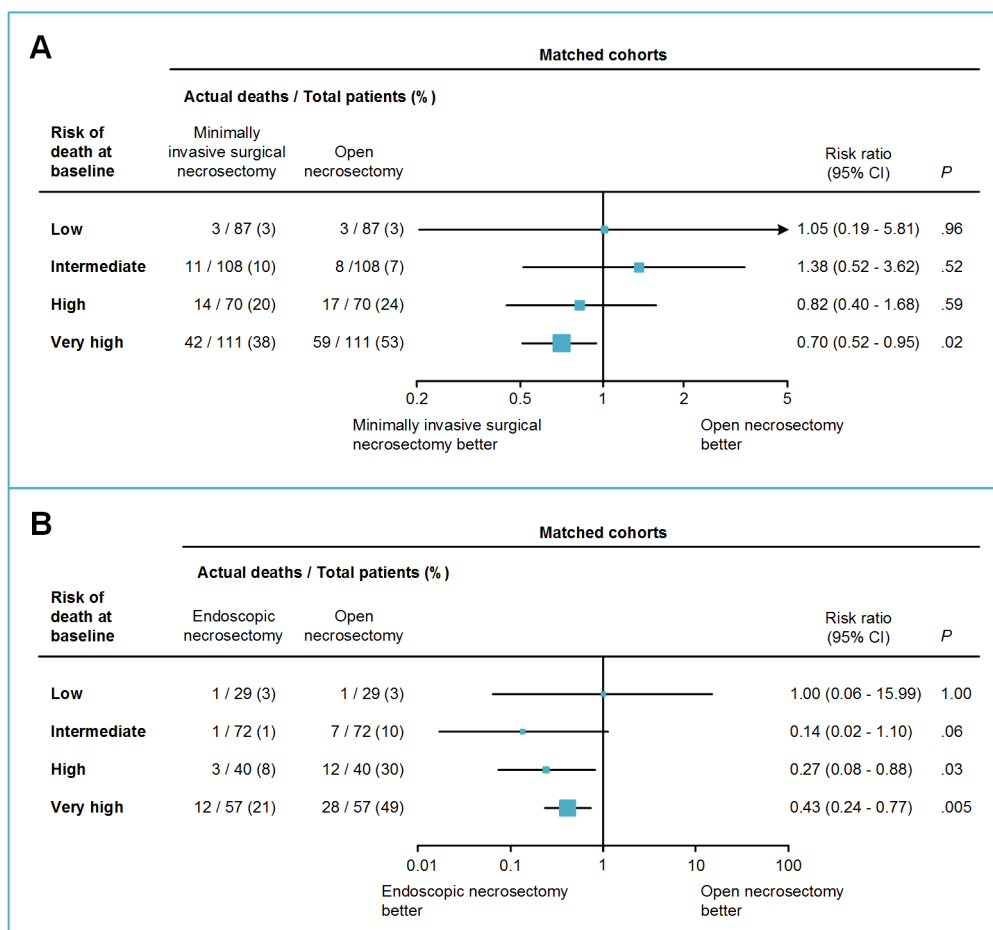 A
Matched cohorts
Actual deaths / Total patients (%)
Risk of
death at
baseline
Minimally
invasive surgical
necrosectomy
Open
necrosectomy
Risk ratio
(95% CI)
P
Low 3 / 87 (3) 3 / 87 (3) 1.05 (0.19 - 5.81) .96
Intermediate 11 / 108 (10) 8 /108 (7) 1.38 (0.52 - 3.62) .52
High 14 / 70 (20) 17 / 70 (24) 0.82 (0.40 - 1.68) .59
Very high 42 / 111 (38) 59 / 111 (53) 0.70 (0.52 - 0.95) .02
0.2 0.5 1 2 5
Minimally invasive surgical
necrosectomy better
Open necrosectomy
better
B
Matched cohorts
Actual deaths / Total patients (%)
Risk of
death at
baseline
Endoscopic
necrosectomy
Open
necrosectomy
Risk ratio
(95% CI)
P
Low 1 / 29 (3) 1 / 29 (3) 1.00 (0.06 - 15.99) 1.00
Intermediate 1 / 72 (1) 7 / 72 (10) 0.14 (0.02 - 1.10) .06
High 3 / 40 (8) 12 / 40 (30) 0.27 (0.08 - 0.88) .03
Very high 12 / 57 (21) 28 / 57 (49) 0.43 (0.24 - 0.77) .005
0.01 0.1 1 10 100
Endoscopic necrosectomy
better
Open necrosectomy
better